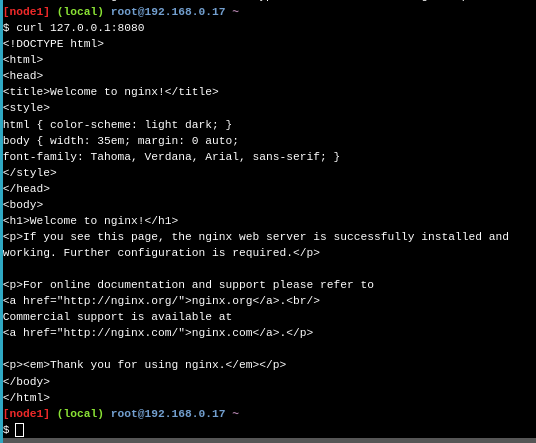 [node1] (local) root@192.168.0.17 ~
$ curl 127.0.0.1:8080
<!DOCTYPE html>
<html>
<head>
<title>Welcome to nginx!</title>
<style>
html { color-scheme: light dark; }
body { width: 35em; margin: 0 auto;
font-family: Tahoma, Verdana, Arial, sans-serif; }
</style>
</head>
<body>
<h1>Welcome to nginx!</h1>
<p>If you see this page, the nginx web server is successfully installed and
working. Further configuration is required.</p>

<p>For online documentation and support please refer to
<a href="http://nginx.org/">nginx.org</a>.<br/>
Commercial support is available at
<a href="http://nginx.com/">nginx.com</a>.</p>

<p><em>Thank you for using nginx.</em></p>
</body>
</html>
[node1] (local) root@192.168.0.17 ~
$